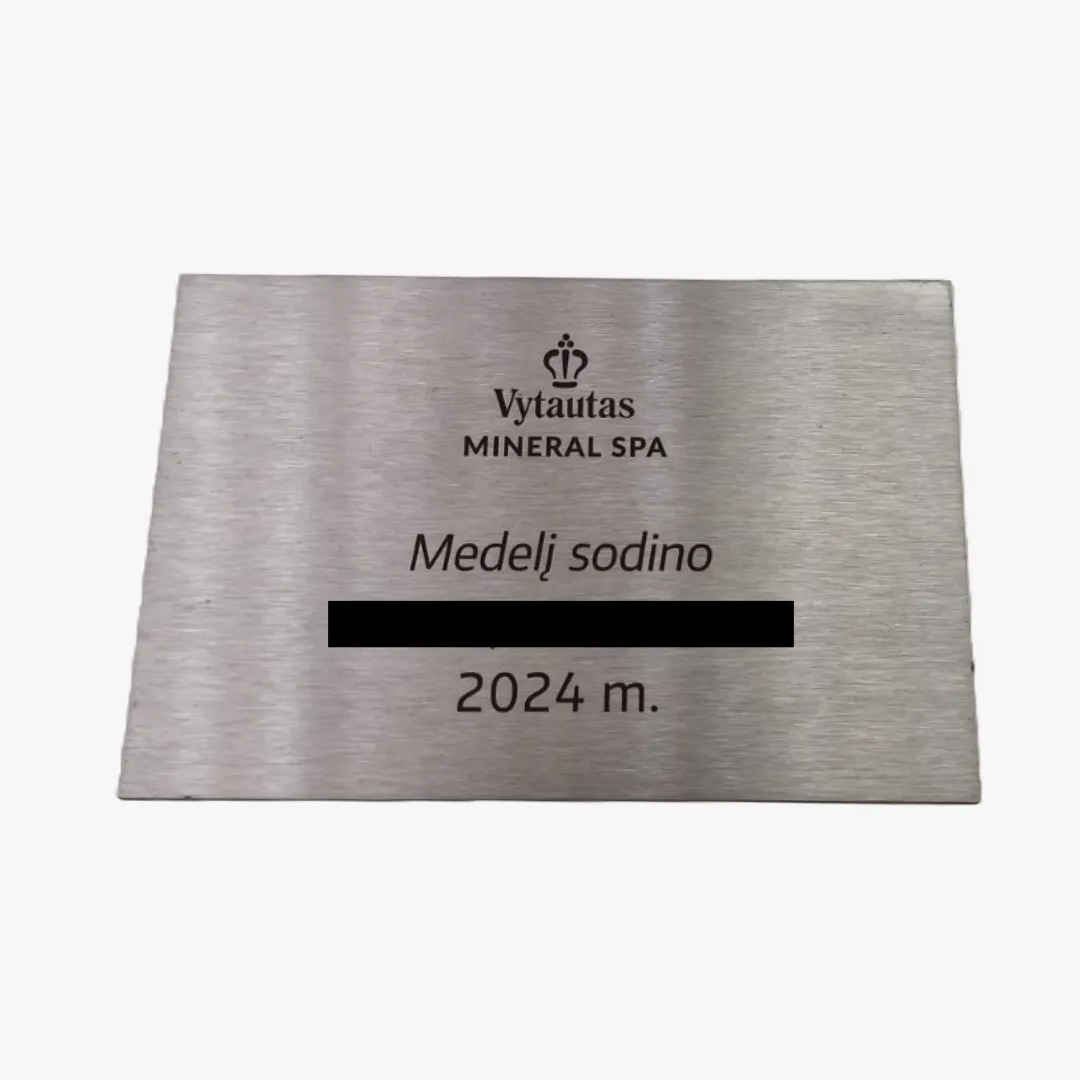 Vytautas
MINERAL SPA
Medelį sodino
2024 m.